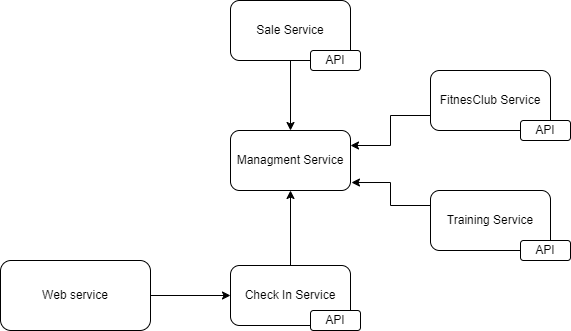 Sale Service
API
FitnesClub Service
API
Managment Service
Training Service
API
Web service
Check In Service
API